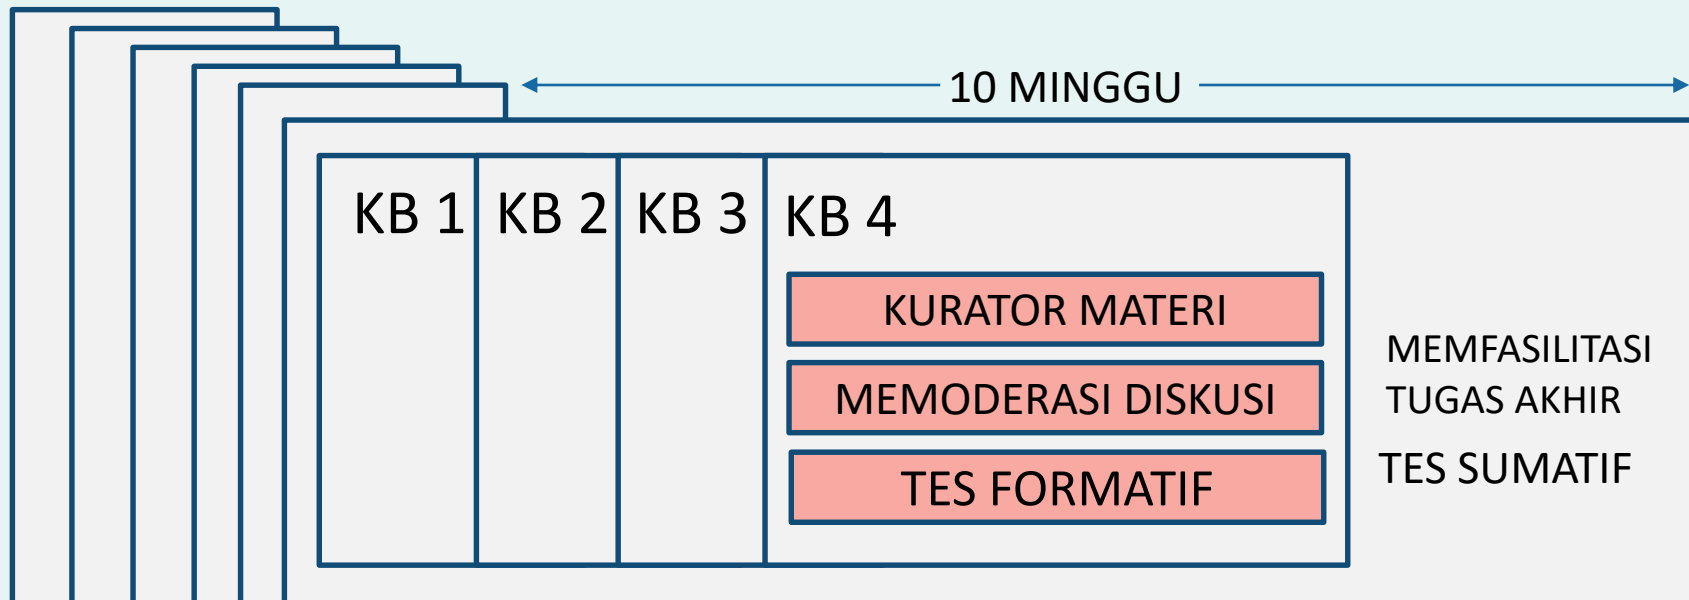 10 MINGGU
KB 1
KB 2
KB 3
KB 4
KURATOR MATERI
MEMODERASI DISKUSI
TES FORMATIF
MEMFASILITASI
TUGAS AKHIR
TES SUMATIF